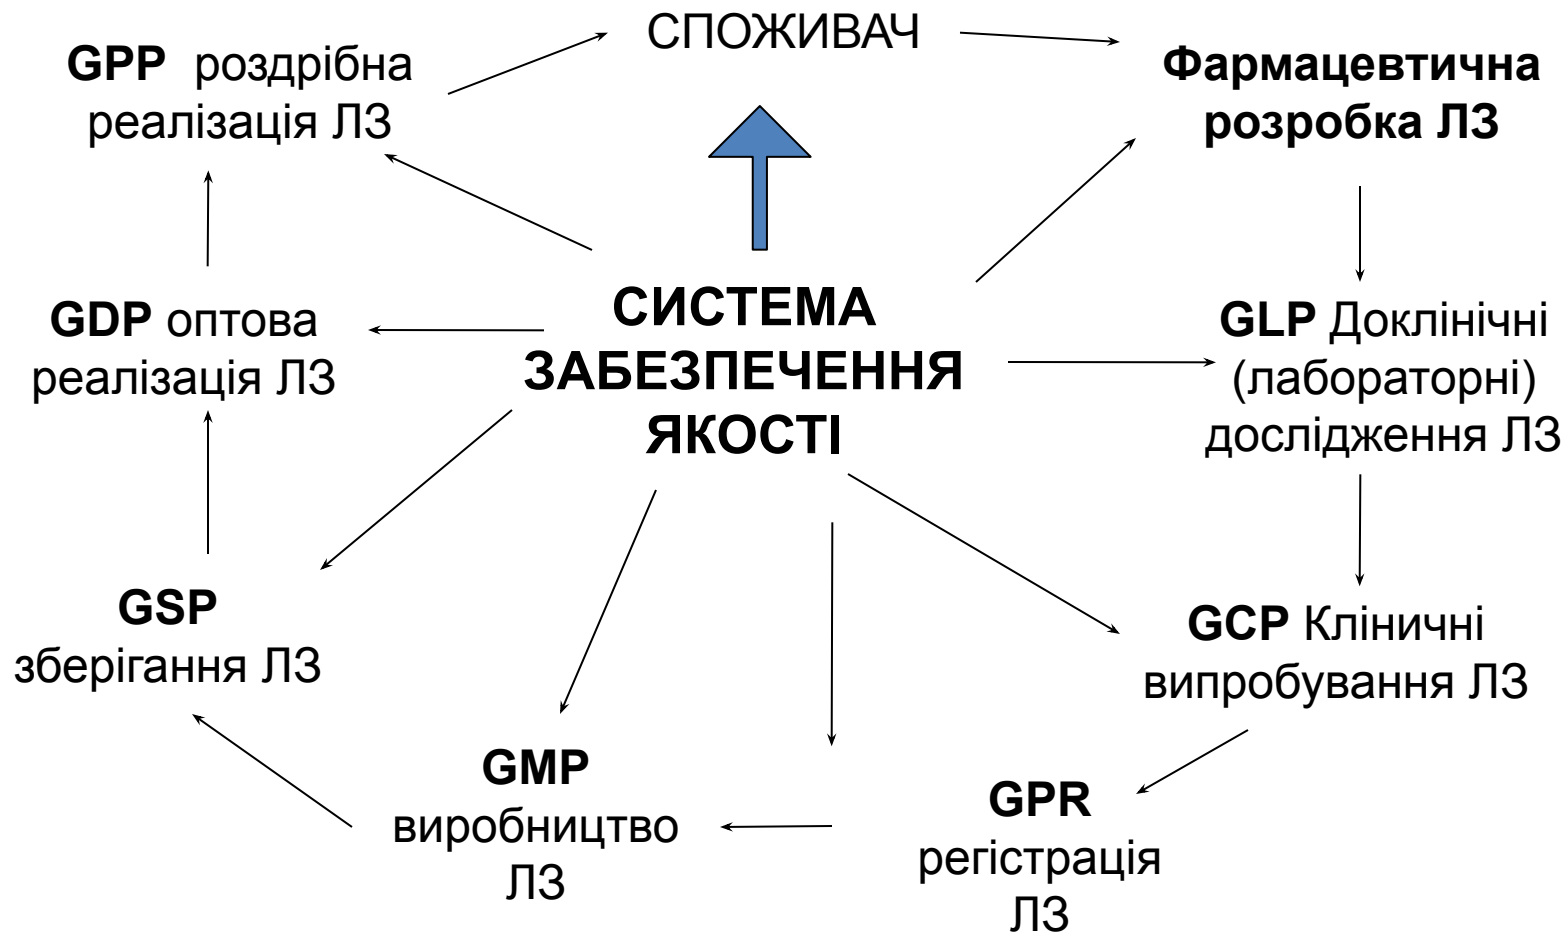 СПОЖИВАЧ
GPP роздрібна
реалізація ЛЗ
Фармацевтична
розробка ЛЗ
СИСТЕМА
ЗАБЕЗПЕЧЕННЯ
ЯКОСТІ
GDP оптова
реалізація ЛЗ
GLP Доклінічні
(лабораторні)
дослідження ЛЗ
GSP
зберігання ЛЗ
GCP Кліничні
випробування ЛЗ
GMP
виробництво
ЛЗ
GPR
регістрація
ЛЗ